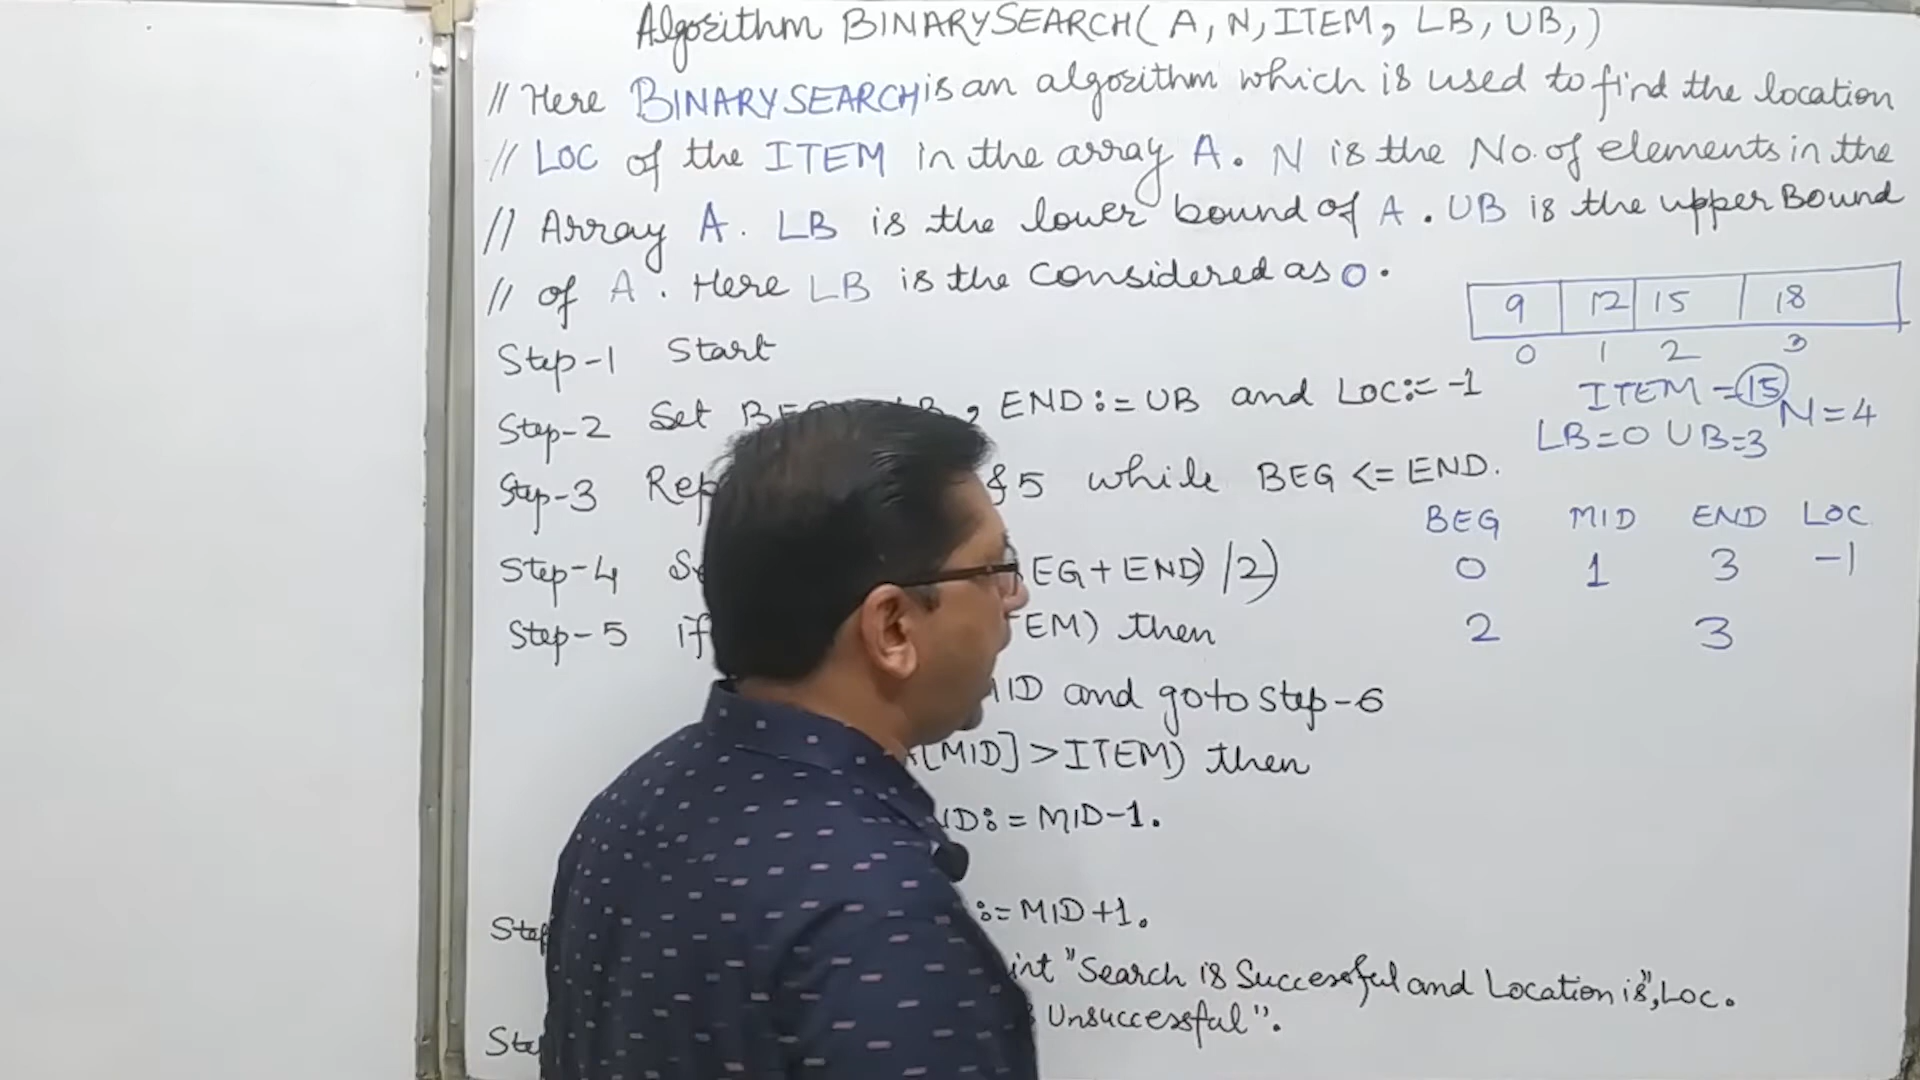 Algorithm BINARYSEARCH( A, N, ITEM, LB, UB, )
// Here BINARYSEARCH is an algorithm which is used to find the location
// LOC of the ITEM in the array A. N is the No. of elements in the
// Array A. LB is the lower bound of A. UB is the upper Bound
// of A. Here LB is the Considered as 0.
9 12 15 18
0 1 2 3
Step-1 Start
ITEM = 15
N = 4
LB=0 UB=3
Step-2 Set , END:=UB and LOC:= -1
Step-3 &5 while BEG <= END.
BEG MID END LOC
0 1 3 -1
2 3
Step-4 EG + END) /2)
Step-5 if EM) then
MID and goto step-6
[MID] > ITEM) then
D:= MID-1.
:= MID+1.
"Search is Successful and Location is", LOC.
Unsuccessful".